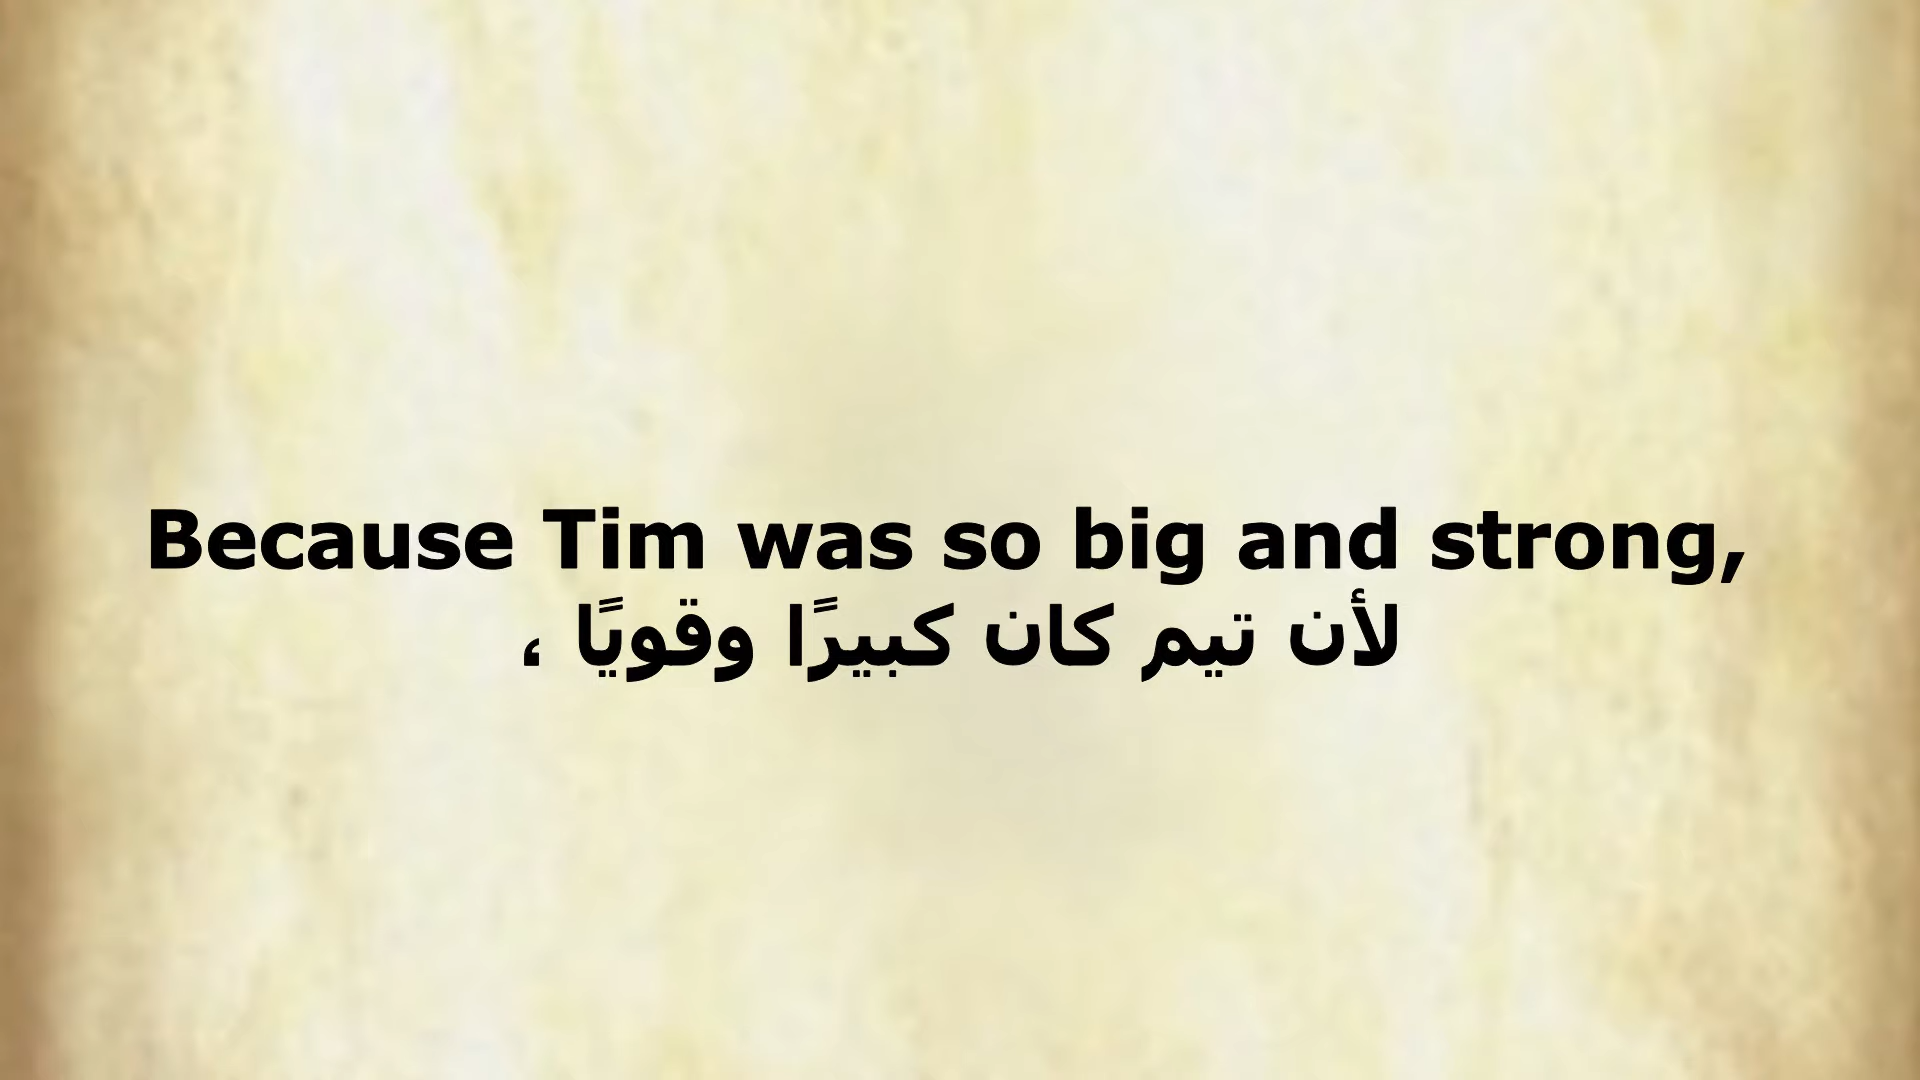 Because Tim was so big and strong,
لأن تيم كان كبيرًا وقويًا ،